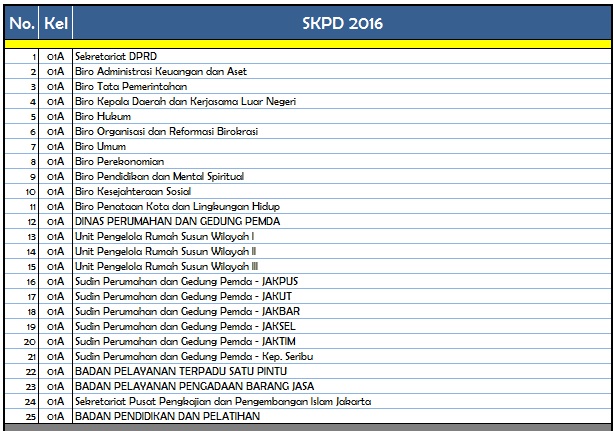 No. Kel SKPD 2016
1 01A Sekretariat DPRD
2 01A Biro Administrasi Keuangan dan Aset
3 01A Biro Tata Pemerintahan
4 01A Biro Kepala Daerah dan Kerjasama Luar Negeri
5 01A Biro Hukum
6 01A Biro Organisasi dan Reformasi Birokrasi
7 01A Biro Umum
8 01A Biro Perekonomian
9 01A Biro Pendidikan dan Mental Spiritual
10 01A Biro Kesejahteraan Sosial
11 01A Biro Penataan Kota dan Lingkungan Hidup
12 01A DINAS PERUMAHAN DAN GEDUNG PEMDA
13 01A Unit Pengelola Rumah Susun Wilayah I
14 01A Unit Pengelola Rumah Susun Wilayah II
15 01A Unit Pengelola Rumah Susun Wilayah III
16 01A Sudin Perumahan dan Gedung Pemda - JAKPUS
17 01A Sudin Perumahan dan Gedung Pemda - JAKUT
18 01A Sudin Perumahan dan Gedung Pemda - JAKBAR
19 01A Sudin Perumahan dan Gedung Pemda - JAKSEL
20 01A Sudin Perumahan dan Gedung Pemda - JAKTIM
21 01A Sudin Perumahan dan Gedung Pemda - Kep. Seribu
22 01A BADAN PELAYANAN TERPADU SATU PINTU
23 01A BADAN PELAYANAN PENGADAAN BARANG JASA
24 01A Sekretariat Pusat Pengkajian dan Pengembangan Islam Jakarta
25 01A BADAN PENDIDIKAN DAN PELATIHAN